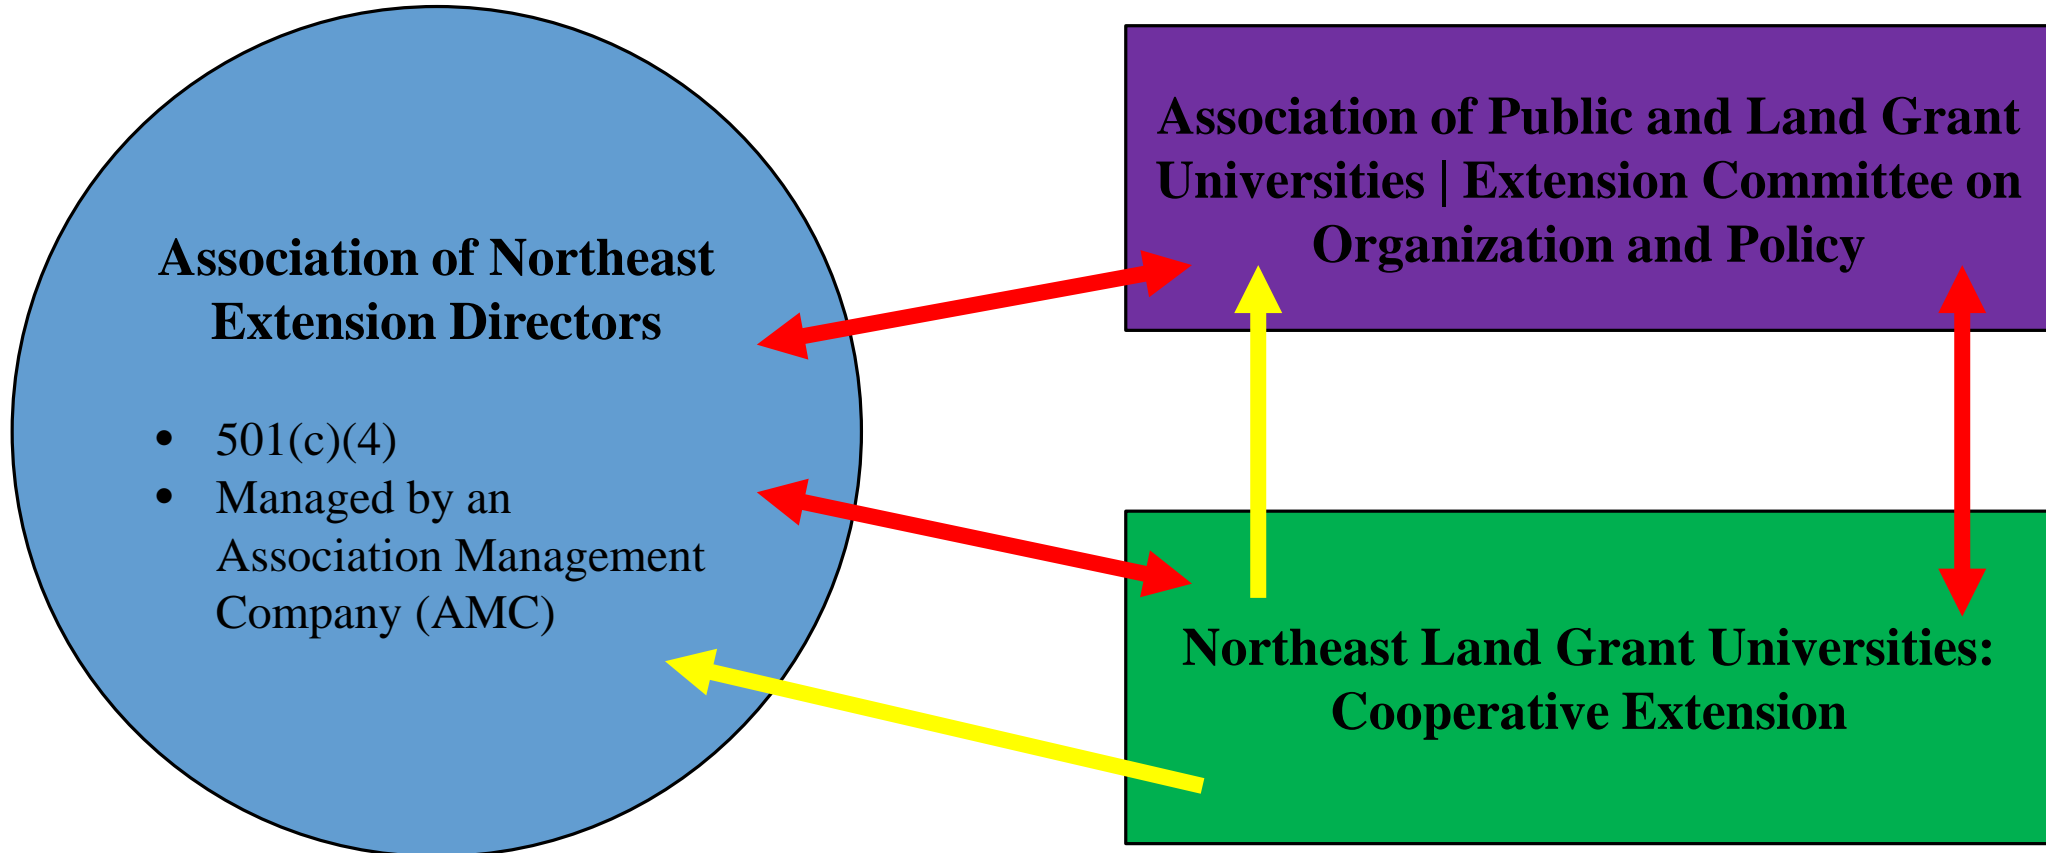 Association of Northeast
Extension Directors
• 501(c)(4)
• Managed by an
Association Management
Company (AMC)
Association of Public and Land Grant
Universities | Extension Committee on
Organization and Policy
Northeast Land Grant Universities:
Cooperative Extension